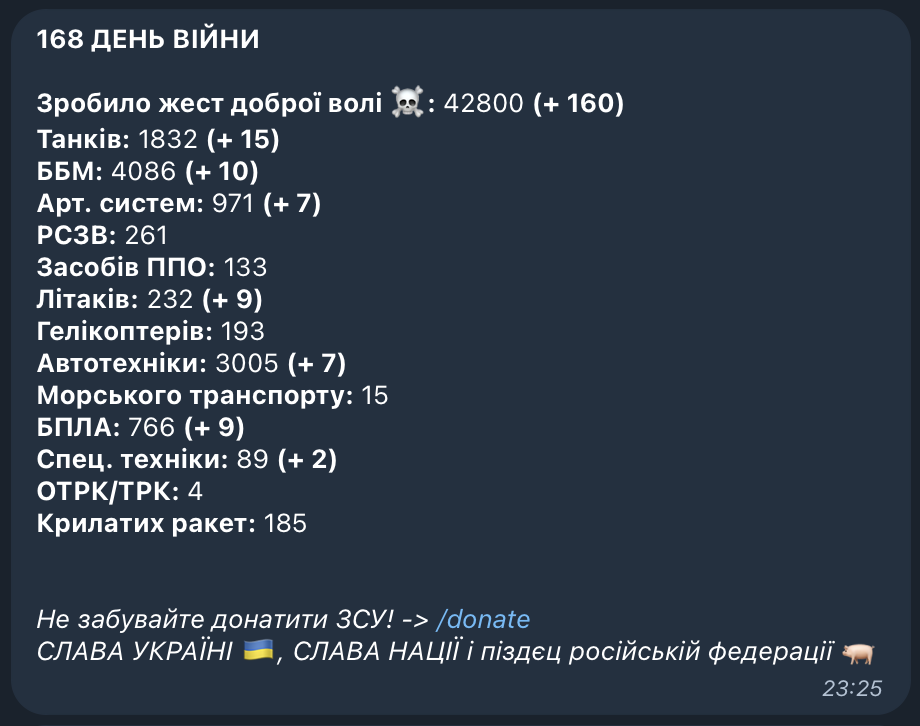 168 ДЕНЬ ВІЙНИ
Зробило жест доброї волі ☠️: 42800 (+ 160)
Танків: 1832 (+ 15)
ББМ: 4086 (+ 10)
Арт. систем: 971 (+ 7)
РСЗВ: 261
Засобів ППО: 133
Літаків: 232 (+ 9)
Гелікоптерів: 193
Автотехніки: 3005 (+ 7)
Морського транспорту: 15
БПЛА: 766 (+ 9)
Спец. техніки: 89 (+ 2)
ОТРК/ТРК: 4
Крилатих ракет: 185
Не забувайте донатити ЗСУ! -> /donate
СЛАВА УКРАЇНІ 🇺🇦, СЛАВА НАЦІЇ і піздєц російській федерації 🐖
23:25